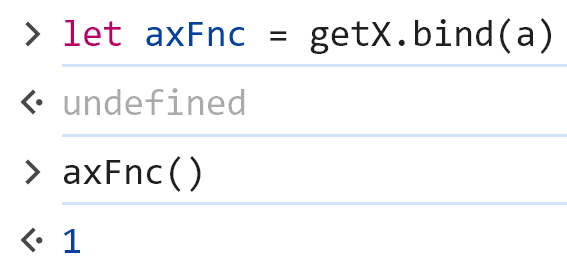 > let axFnc = getX.bind(a)
<· undefined
> axFnc()
<· 1